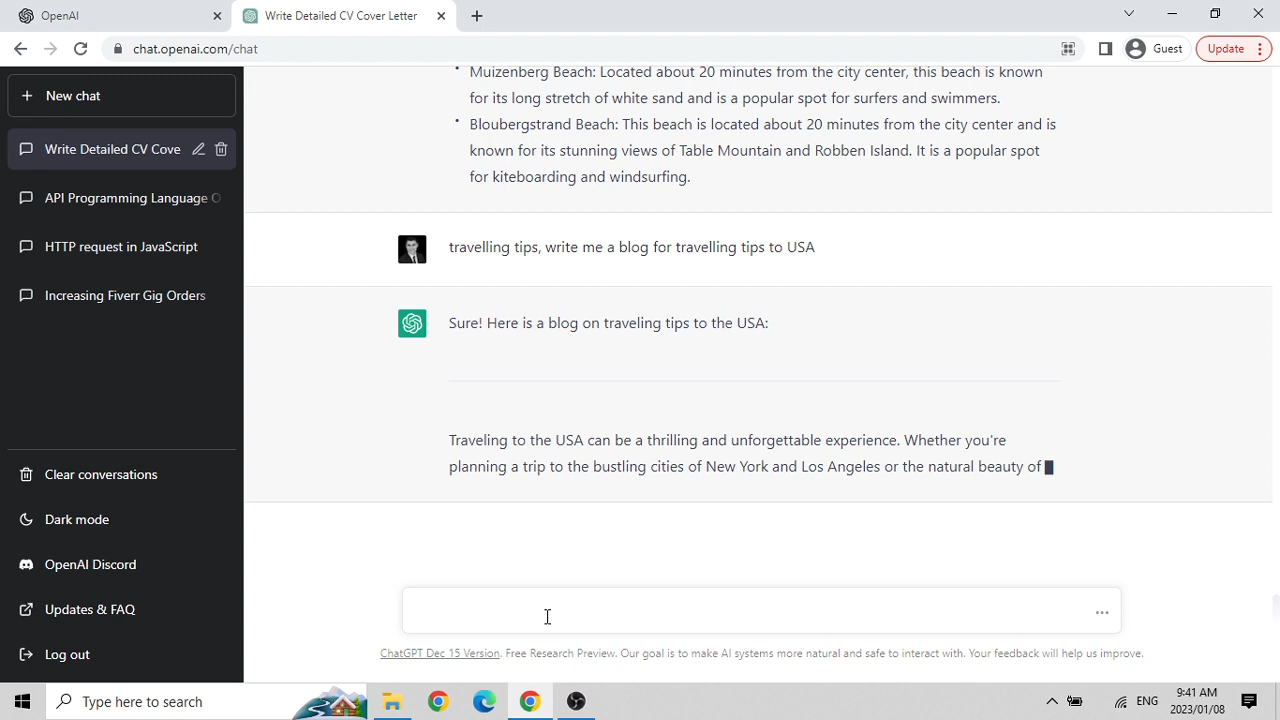 OpenAI
Write Detailed CV Cover Letter
chat.openai.com/chat
Guest
Update
New chat
Write Detailed CV Cove
API Programming Language O
HTTP request in JavaScript
Increasing Fiverr Gig Orders
Clear conversations
Dark mode
OpenAI Discord
Updates & FAQ
Log out
• Muizenberg Beach: Located about 20 minutes from the city center, this beach is known
for its long stretch of white sand and is a popular spot for surfers and swimmers.
• Bloubergstrand Beach: This beach is located about 20 minutes from the city center and is
known for its stunning views of Table Mountain and Robben Island. It is a popular spot
for kiteboarding and windsurfing.
travelling tips, write me a blog for travelling tips to USA
Sure! Here is a blog on traveling tips to the USA:
Traveling to the USA can be a thrilling and unforgettable experience. Whether you're
planning a trip to the bustling cities of New York and Los Angeles or the natural beauty of
ChatGPT Dec 15 Version. Free Research Preview. Our goal is to make AI systems more natural and safe to interact with. Your feedback will help us improve.
Type here to search
ENG
9:41 AM
2023/01/08